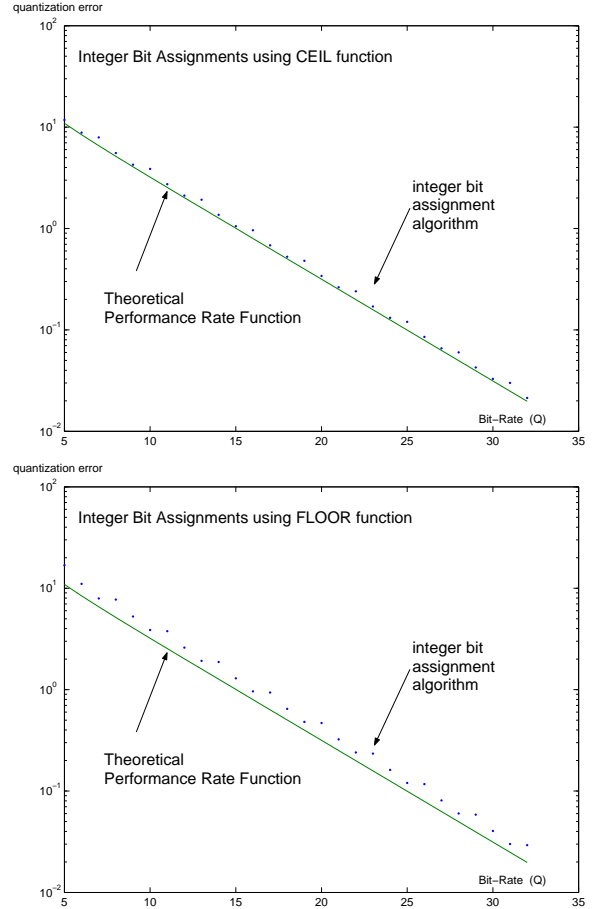 quantization error
10^2
Integer Bit Assignments using CEIL function
10^1
integer bit
assignment
algorithm
10^0
Theoretical
Performance Rate Function
10^−1
Bit−Rate (Q)
10^−2
5 10 15 20 25 30 35
quantization error
10^2
Integer Bit Assignments using FLOOR function
10^1
integer bit
assignment
algorithm
10^0
Theoretical
Performance Rate Function
10^−1
Bit−Rate (Q)
10^−2
5 10 15 20 25 30 35